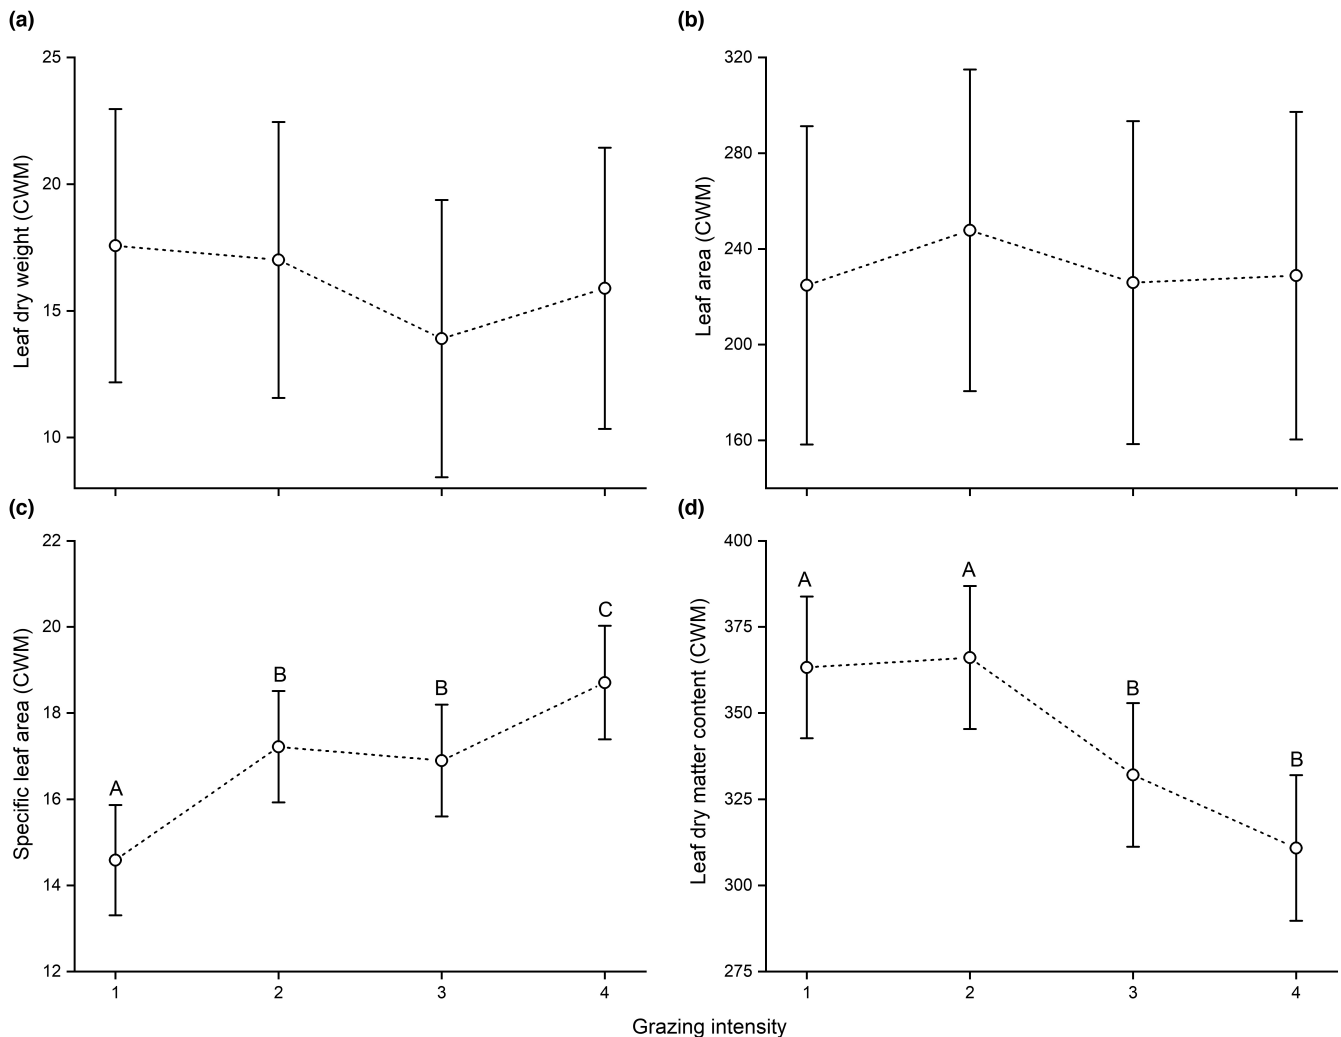 (a)
25
20
15
10
Leaf dry weight (CWM)
(b)
320
280
240
200
160
Leaf area (CWM)
(c)
22
20
18
16
14
12
Specific leaf area (CWM)
A
B
B
C
1
2
3
4
(d)
400
375
350
325
300
275
Leaf dry matter content (CWM)
A
A
B
B
1
2
3
4
Grazing intensity